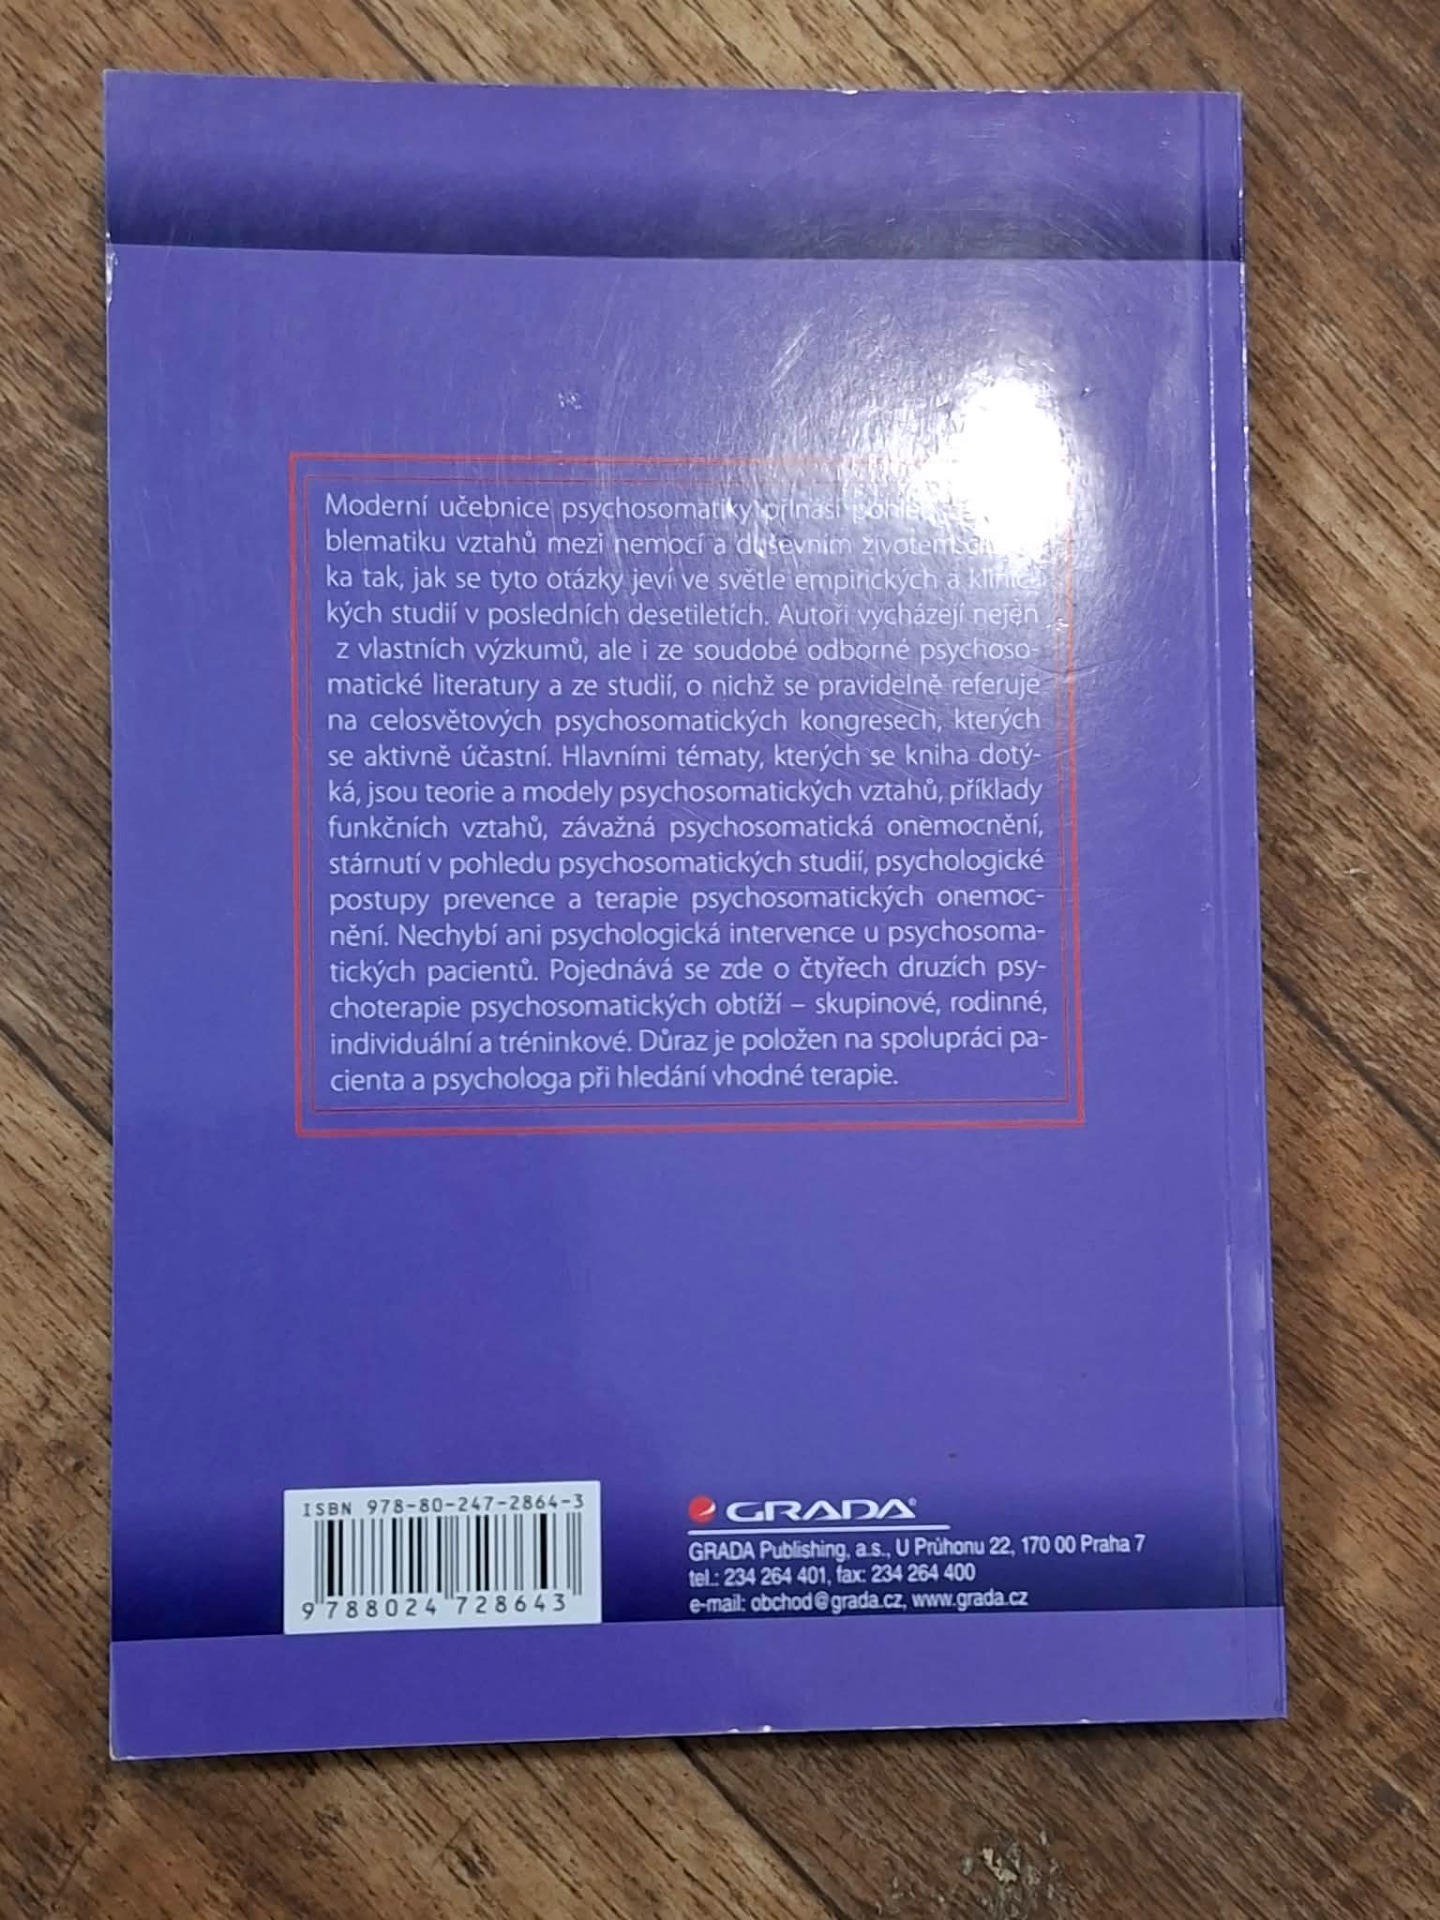 Moderní učebnice psychosomatiky přináší
blematiku vztahů mezi nemocí a duševním životem
ka tak, jak se tyto otázky jeví ve světle empirických a klinic-
kých studií v posledních desetiletích. Autoři vycházejí nejen
z vlastních výzkumů, ale i ze soudobé odborné psychoso-
matické literatury a ze studií, o nichž se pravidelně referuje
na celosvětových psychosomatických kongresech, kterých
se aktivně účastní. Hlavními tématy, kterých se kniha dotý-
ká, jsou teorie a modely psychosomatických vztahů, příklady
funkčních vztahů, závažná psychosomatická onemocnění,
stárnutí v pohledu psychosomatických studií, psychologické
postupy prevence a terapie psychosomatických onemoc-
nění. Nechybí ani psychologická intervence u psychosoma-
tických pacientů. Pojednává se zde o čtyřech druzích psy-
choterapie psychosomatických obtíží – skupinové, rodinné,
individuální a tréninkové. Důraz je položen na spolupráci pa-
cienta a psychologa při hledání vhodné terapie.
ISBN 978-80-247-2864-3
9 788024 728643
GRADA®
GRADA Publishing, a.s., U Průhonu 22, 170 00 Praha 7
tel.: 234 264 401, fax: 234 264 400
e-mail: obchod@grada.cz, www.grada.cz